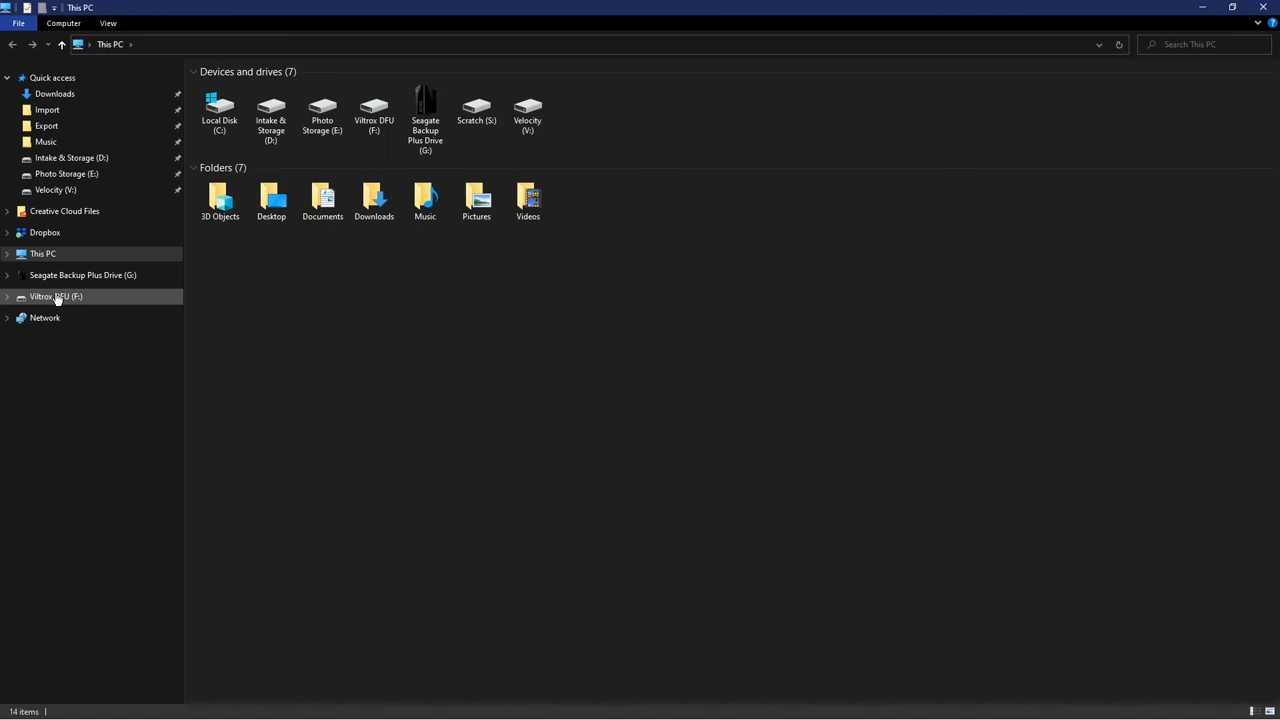 This PC
File
Computer
View
This PC
Search This PC
Quick access
Downloads
Import
Export
Music
Intake & Storage (D:)
Photo Storage (E:)
Velocity (V:)
Creative Cloud Files
Dropbox
This PC
Seagate Backup Plus Drive (G:)
Viltrox DFU (F:)
Network
Devices and drives (7)
Local Disk
(C:)
Intake &
Storage
(D:)
Photo
Storage (E:)
Viltrox DFU
(F:)
Seagate
Backup
Plus Drive
(G:)
Scratch (S:)
Velocity
(V:)
Folders (7)
3D Objects
Desktop
Documents
Downloads
Music
Pictures
Videos
14 items